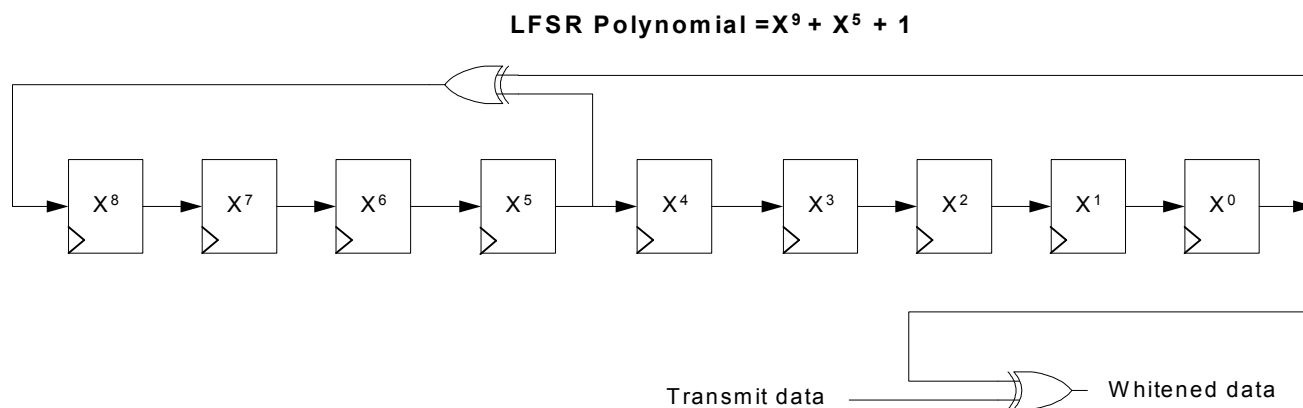 LFSR Polynomial =X⁹ + X⁵ + 1
X⁸ X⁷ X⁶ X⁵ X⁴ X³ X² X¹ X⁰
Transmit data Whitened data